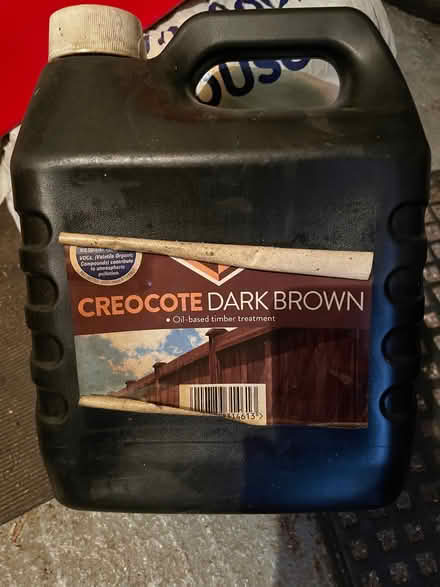 VOCs. (Volatile Organic
Compounds) contribute
to atmospheric
pollution.
CREOCOTE DARK BROWN
• Oil-based timber treatment